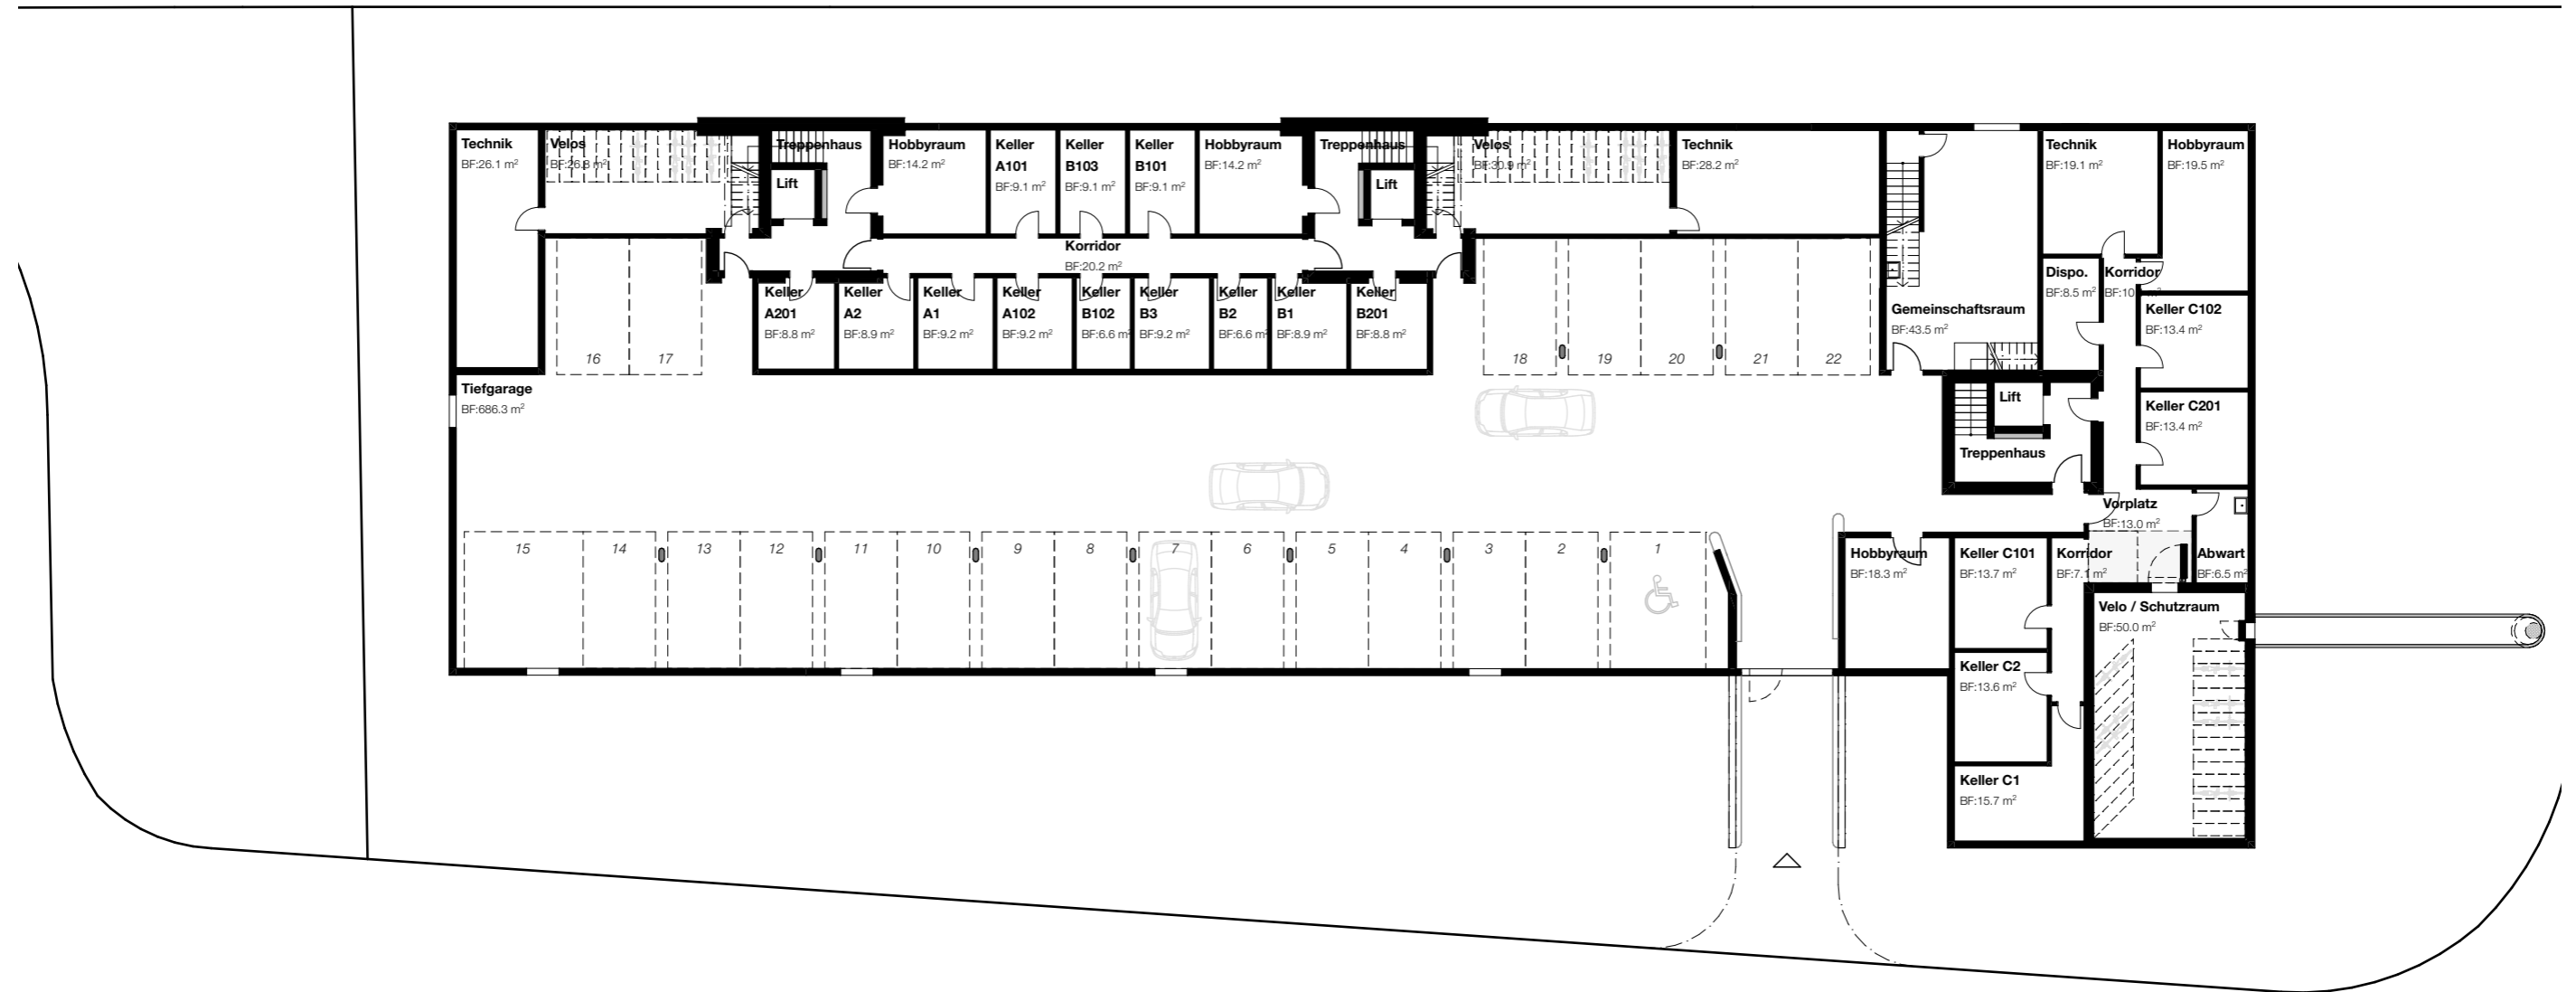 Technik
BF:26.1 m²
Velos
BF:26.8 m²
Treppenhaus
Lift
Hobbyraum
BF:14.2 m²
Keller
A101
BF:9.1 m²
Keller
B103
BF:9.1 m²
Keller
B101
BF:9.1 m²
Hobbyraum
BF:14.2 m²
Treppenhaus
Lift
Velos
BF:30.9 m²
Technik
BF:28.2 m²
Technik
BF:19.1 m²
Hobbyraum
BF:19.5 m²
Korridor
BF:20.2 m²
Keller
A201
BF:8.8 m²
Keller
A2
BF:8.9 m²
Keller
A1
BF:9.2 m²
Keller
A102
BF:9.2 m²
Keller
B102
BF:6.6 m²
Keller
B3
BF:9.2 m²
Keller
B2
BF:6.6 m²
Keller
B1
BF:8.9 m²
Keller
B201
BF:8.8 m²
Gemeinschaftsraum
BF:43.5 m²
Dispo.
BF:8.5 m²
Korridor
Keller C102
BF:13.4 m²
16
17
18
19
20
21
22
Tiefgarage
BF:686.3 m²
Lift
Treppenhaus
Keller C201
BF:13.4 m²
Vorplatz
BF:13.0 m²
15
14
13
12
11
10
9
8
7
6
5
4
3
2
1
Hobbyraum
BF:18.3 m²
Keller C101
BF:13.7 m²
Korridor
BF:7.1 m²
Abwart
BF:6.5 m²
Velo / Schutzraum
BF:50.0 m²
Keller C2
BF:13.6 m²
Keller C1
BF:15.7 m²